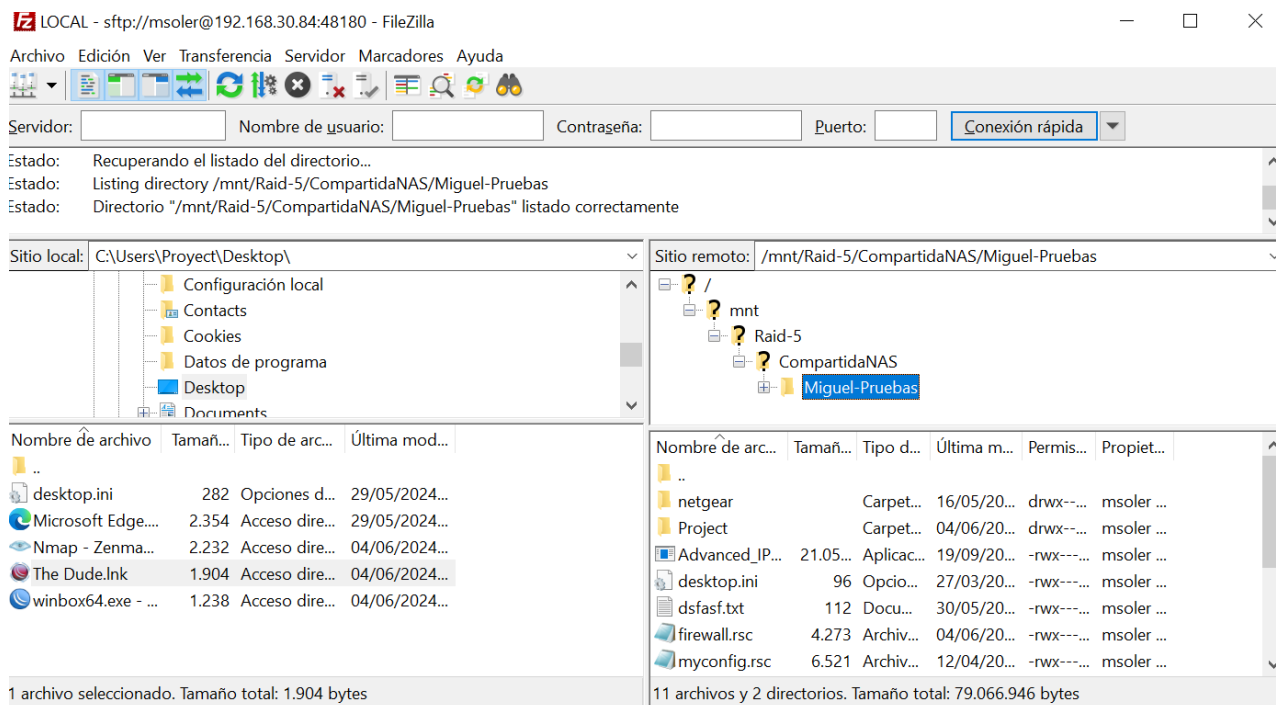 LOCAL - sftp://msoler@192.168.30.84:48180 - FileZilla
Archivo Edición Ver Transferencia Servidor Marcadores Ayuda
Servidor: Nombre de usuario: Contraseña: Puerto: Conexión rápida
Estado: Recuperando el listado del directorio...
Estado: Listing directory /mnt/Raid-5/CompartidaNAS/Miguel-Pruebas
Estado: Directorio "/mnt/Raid-5/CompartidaNAS/Miguel-Pruebas" listado correctamente
Sitio local: C:\Users\Proyect\Desktop\
Configuración local
Contacts
Cookies
Datos de programa
Desktop
Documents
Nombre de archivo Tamañ... Tipo de arc... Última mod...
..
desktop.ini 282 Opciones d... 29/05/2024...
Microsoft Edge.... 2.354 Acceso dire... 29/05/2024...
Nmap - Zenma... 2.232 Acceso dire... 04/06/2024...
The Dude.lnk 1.904 Acceso dire... 04/06/2024...
winbox64.exe - ... 1.238 Acceso dire... 04/06/2024...
1 archivo seleccionado. Tamaño total: 1.904 bytes
Sitio remoto: /mnt/Raid-5/CompartidaNAS/Miguel-Pruebas
? /
? mnt
? Raid-5
? CompartidaNAS
Miguel-Pruebas
Nombre de arc... Tamañ... Tipo d... Última m... Permis... Propiet...
..
netgear Carpet... 16/05/20... drwx--... msoler ...
Project Carpet... 04/06/20... drwx--... msoler ...
Advanced_IP... 21.05... Aplicac... 19/09/20... -rwx---... msoler ...
desktop.ini 96 Opcio... 27/03/20... -rwx---... msoler ...
dsfasf.txt 112 Docu... 30/05/20... -rwx---... msoler ...
firewall.rsc 4.273 Archiv... 04/06/20... -rwx---... msoler ...
myconfig.rsc 6.521 Archiv... 12/04/20... -rwx---... msoler ...
11 archivos y 2 directorios. Tamaño total: 79.066.946 bytes